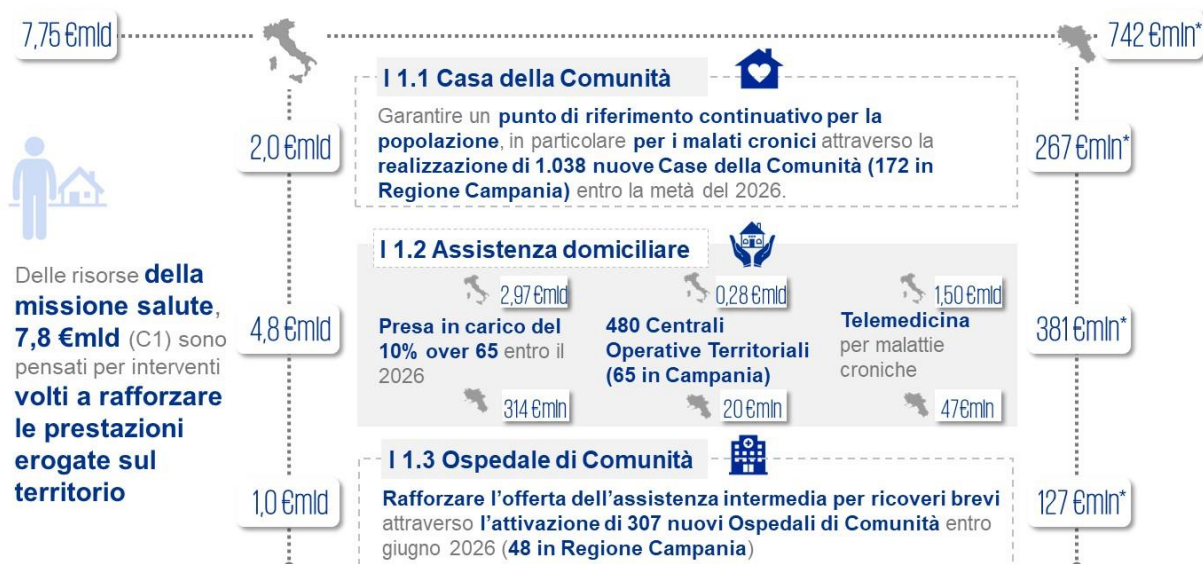 7,75 €mld
742 €mln*
I 1.1 Casa della Comunità
Garantire un punto di riferimento continuativo per la
popolazione, in particolare per i malati cronici attraverso la
realizzazione di 1.038 nuove Case della Comunità (172 in
Regione Campania) entro la metà del 2026.
2,0 €mld
267 €mln*
Delle risorse della
missione salute,
7,8 €mld (C1) sono
pensati per interventi
volti a rafforzare
le prestazioni
erogate sul
territorio
I 1.2 Assistenza domiciliare
4,8 €mld
381 €mln*
2,97 €mld
Presa in carico del
10% over 65 entro il
2026
314 €mln
0,28 €mld
480 Centrali
Operative Territoriali
(65 in Campania)
20 €mln
1,50 €mld
Telemedicina
per malattie
croniche
47€mln
I 1.3 Ospedale di Comunità
Rafforzare l’offerta dell’assistenza intermedia per ricoveri brevi
attraverso l’attivazione di 307 nuovi Ospedali di Comunità entro
giugno 2026 (48 in Regione Campania)
1,0 €mld
127 €mln*